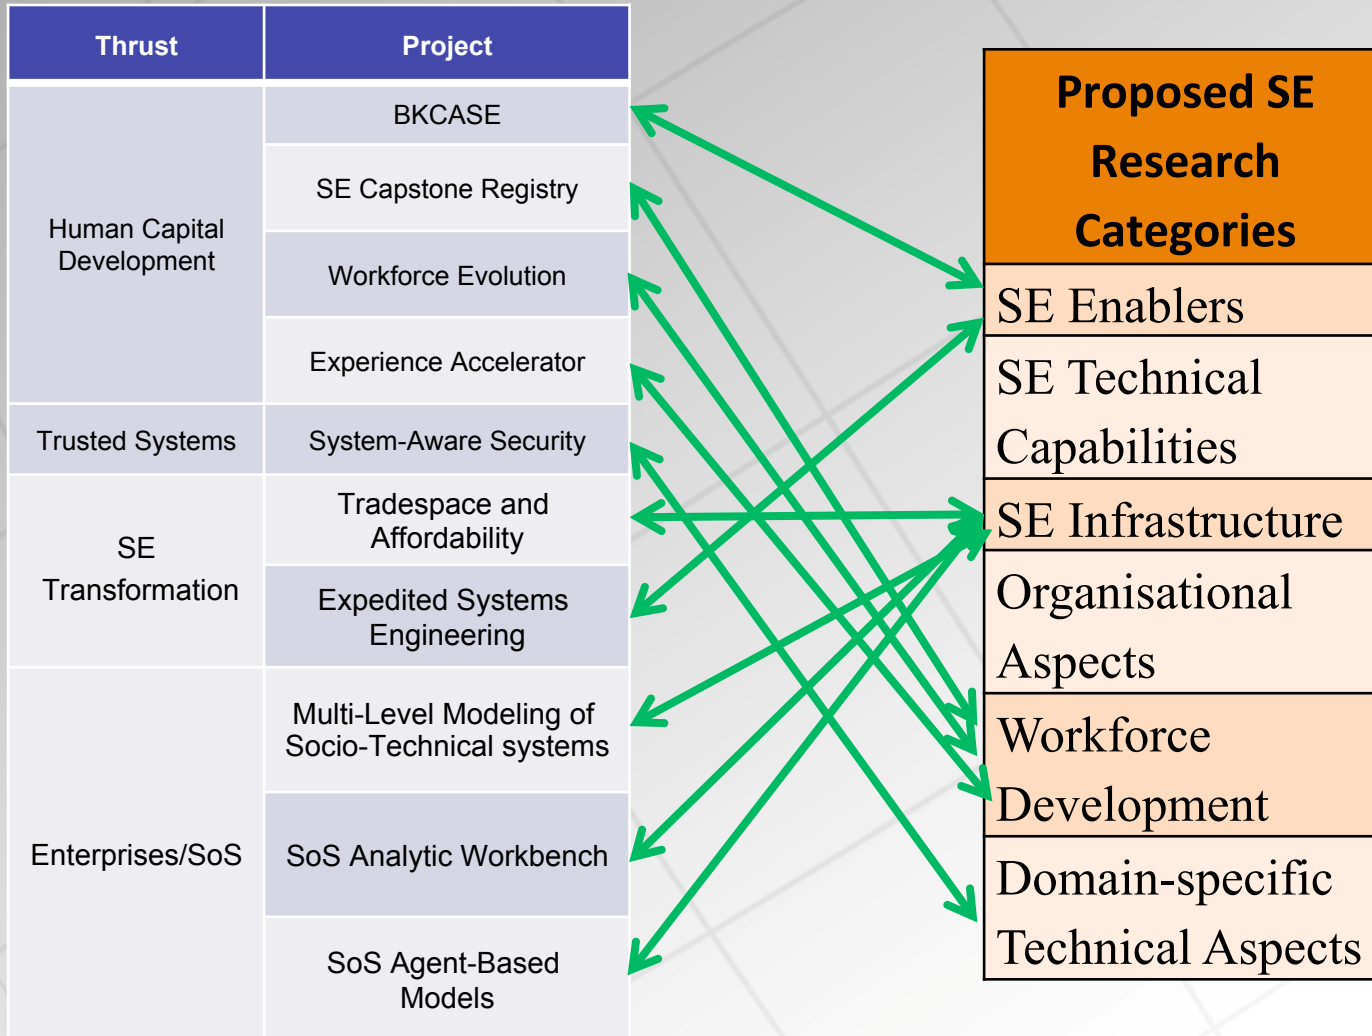 Thrust
Project
Human Capital
Development
BKCASE
SE Capstone Registry
Workforce Evolution
Experience Accelerator
Trusted Systems
System-Aware Security
SE
Transformation
Tradespace and
Affordability
Expedited Systems
Engineering
Enterprises/SoS
Multi-Level Modeling of
Socio-Technical systems
SoS Analytic Workbench
SoS Agent-Based
Models
Proposed SE
Research
Categories
SE Enablers
SE Technical
Capabilities
SE Infrastructure
Organisational
Aspects
Workforce
Development
Domain-specific
Technical Aspects